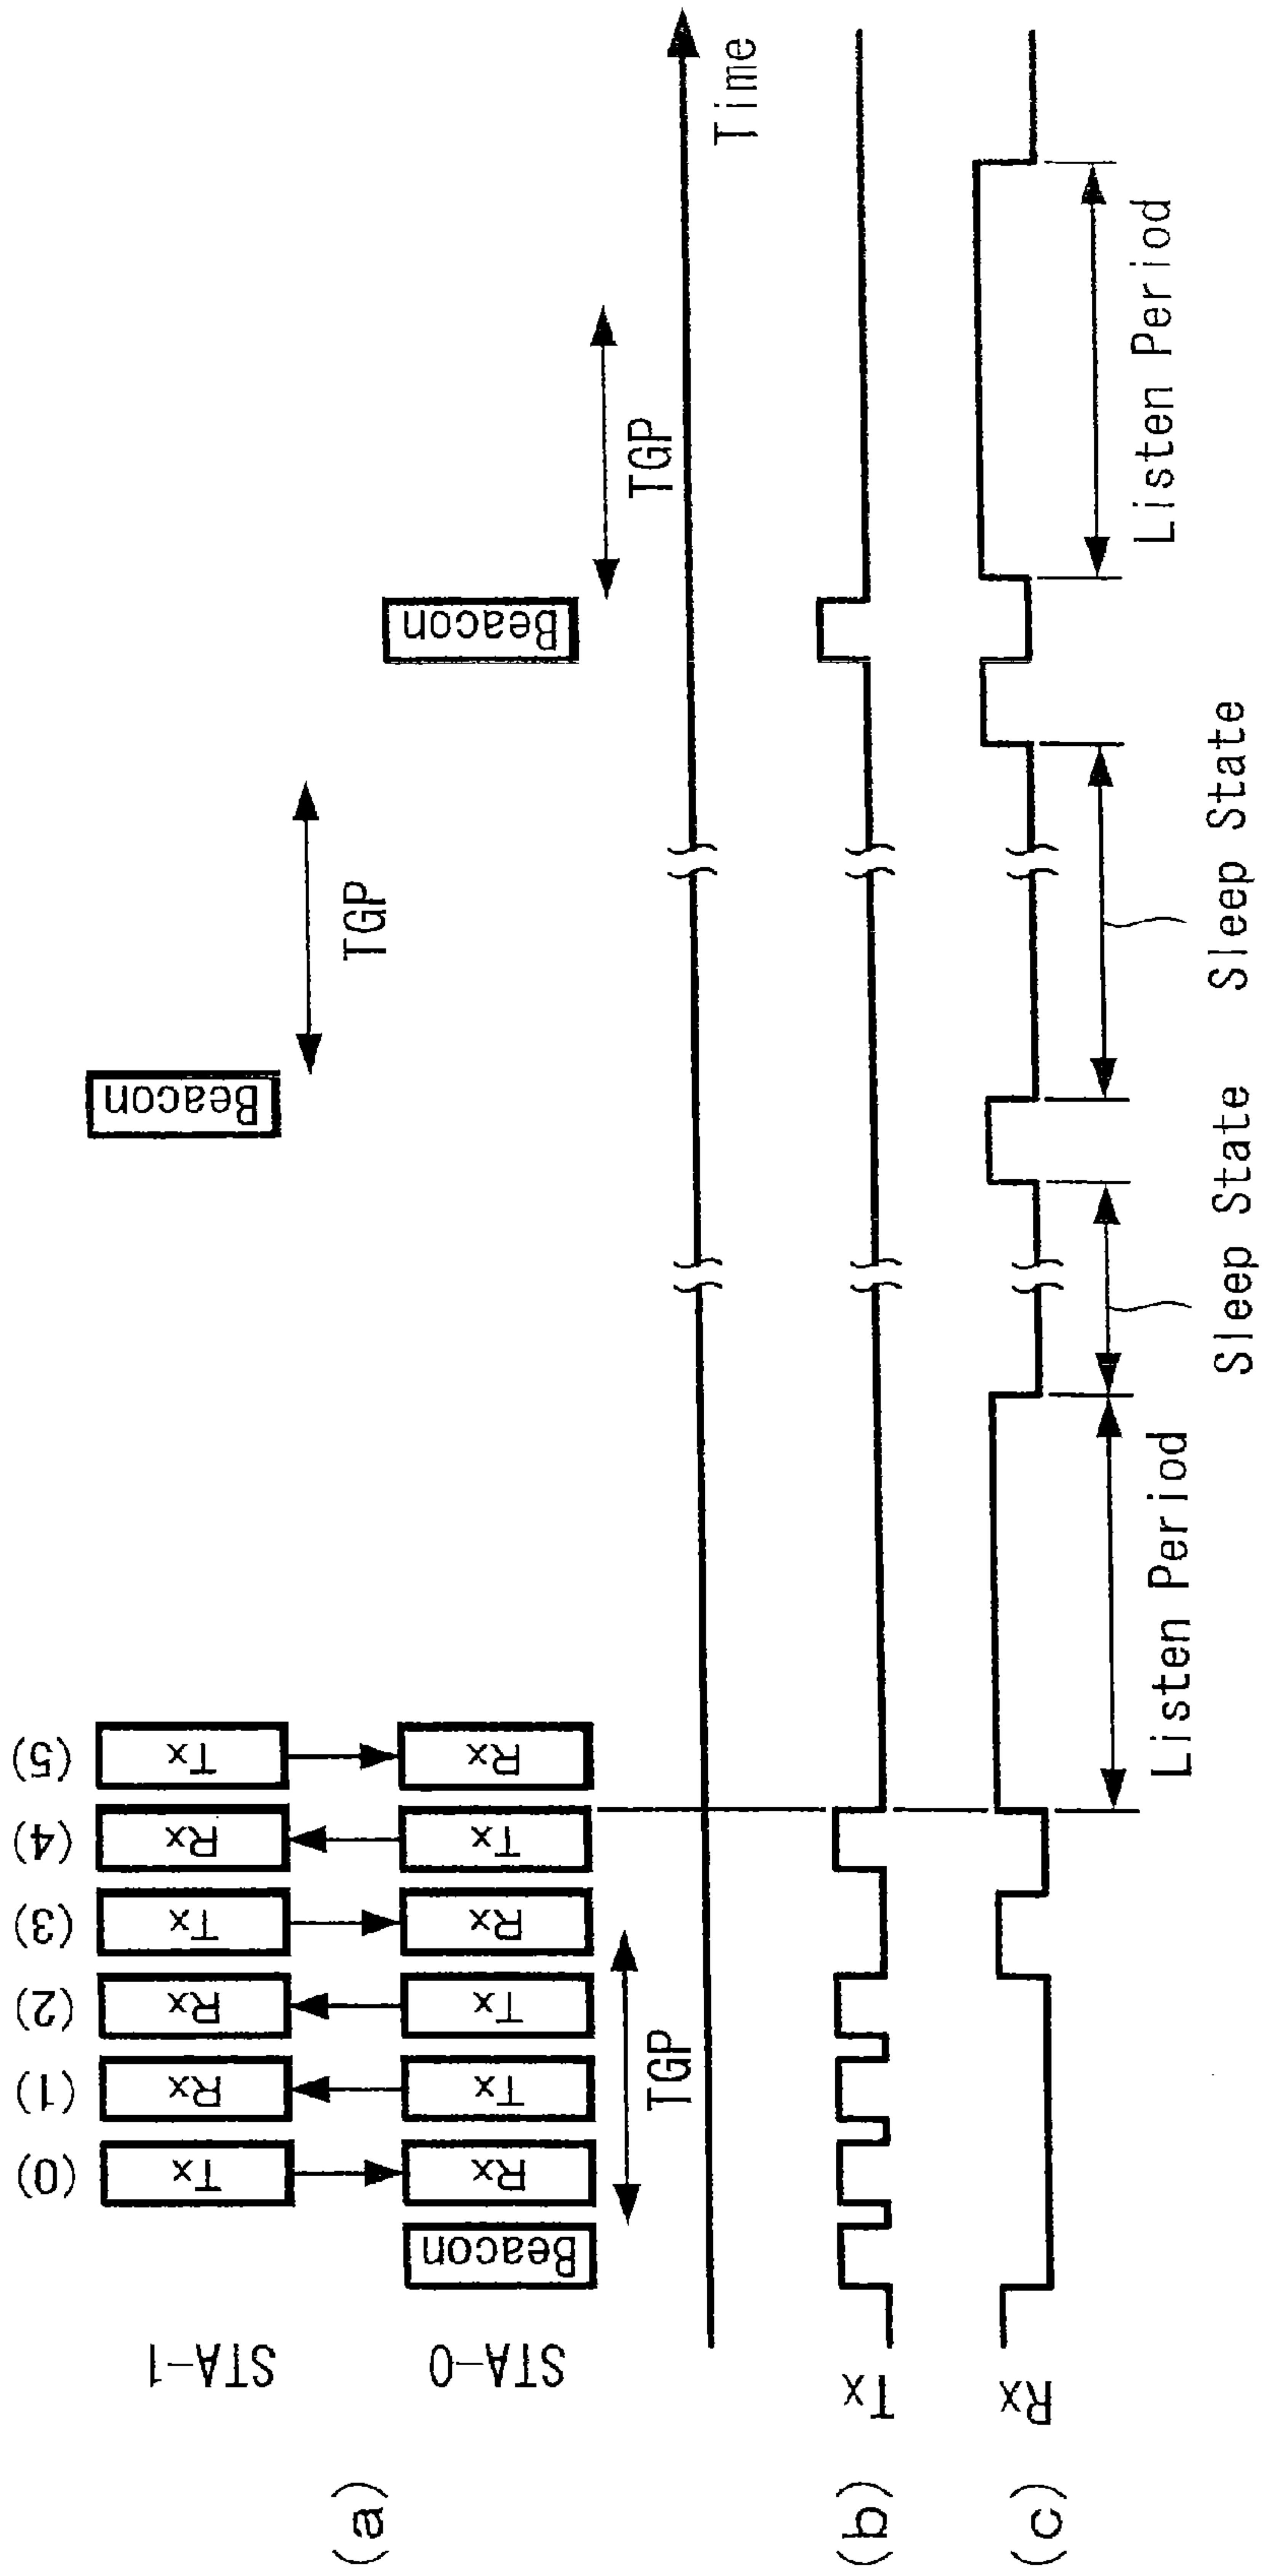 (a)
STA-1
(0)
(1)
(2)
(3)
(4)
(5)
Tx
Rx
Rx
Tx
Rx
Tx
Beacon
TGP
STA-0
Beacon
Rx
Tx
Tx
Rx
Tx
Rx
Beacon
TGP
TGP
Time
(b)
Tx
(c)
Rx
Listen Period
Sleep State
Sleep State
Listen Period